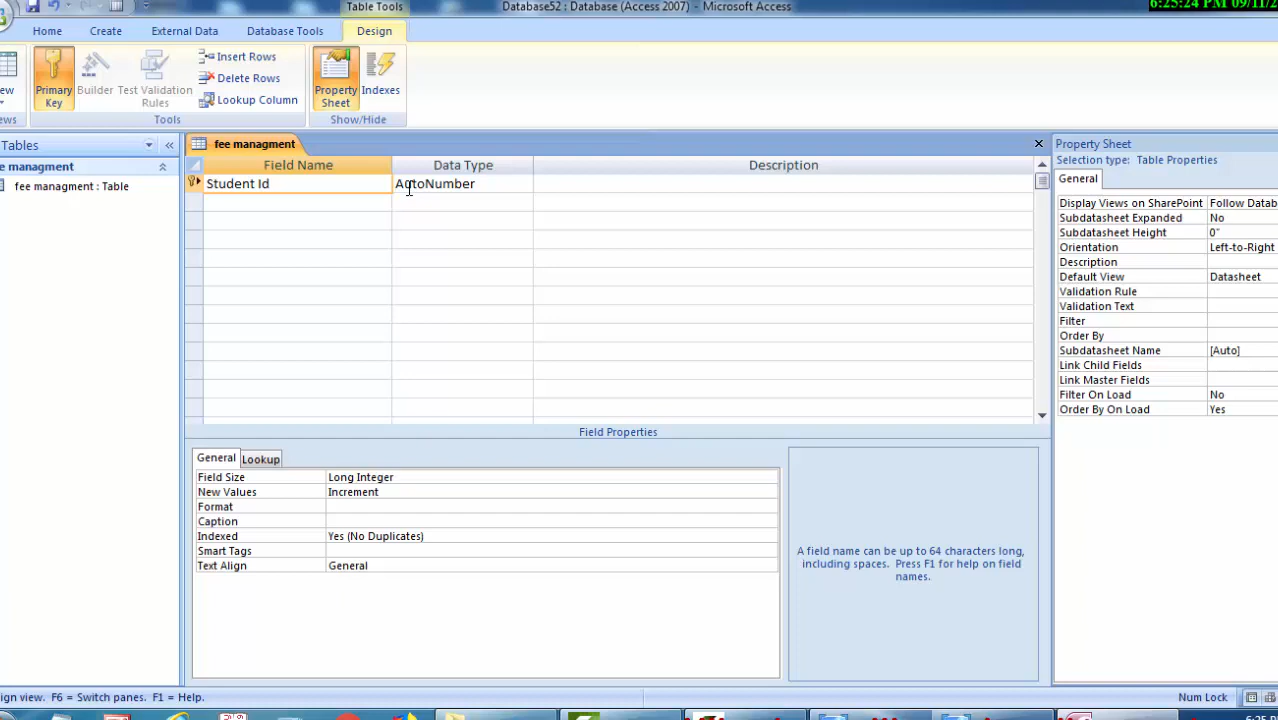 Table Tools
Database52 : Database (Access 2007) - Microsoft Access
6:25:24 PM 09/11/2
Home
Create
External Data
Database Tools
Design
ew
Primary Key
Builder
Test Validation Rules
Insert Rows
Delete Rows
Lookup Column
Property Sheet
Indexes
ews
Tools
Show/Hide
Tables
e managment
fee managment : Table
fee managment
Field Name
Data Type
Description
Student Id
AutoNumber
Field Properties
General
Lookup
Field Size
Long Integer
New Values
Increment
Format
Caption
Indexed
Yes (No Duplicates)
Smart Tags
Text Align
General
A field name can be up to 64 characters long,
including spaces. Press F1 for help on field
names.
Property Sheet
Selection type: Table Properties
General
Display Views on SharePoint
Follow Datab
Subdatasheet Expanded
No
Subdatasheet Height
0"
Orientation
Left-to-Right
Description
Default View
Datasheet
Validation Rule
Validation Text
Filter
Order By
Subdatasheet Name
[Auto]
Link Child Fields
Link Master Fields
Filter On Load
No
Order By On Load
Yes
ign view. F6 = Switch panes. F1 = Help.
Num Lock